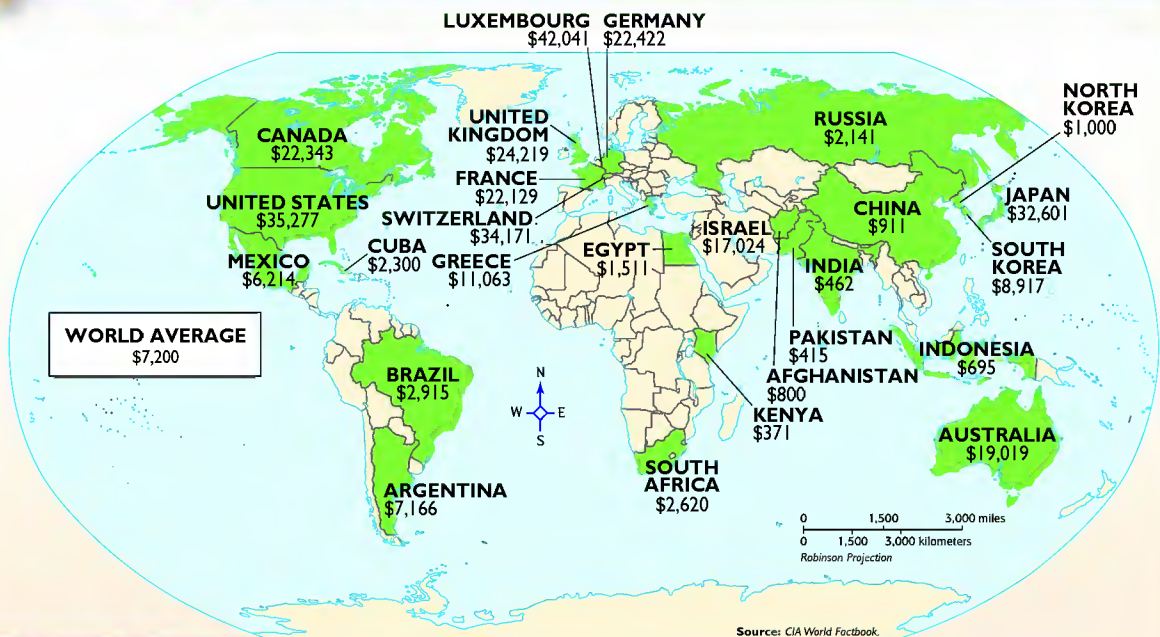 LUXEMBOURG
$42,041
GERMANY
$22,422
NORTH
KOREA
$1,000
CANADA
$22,343
UNITED
KINGDOM
$24,219
RUSSIA
$2,141
FRANCE
$22,129
UNITED STATES
$35,277
SWITZERLAND
$34,171
JAPAN
$32,601
CHINA
$911
ISRAEL
$17,024
CUBA
$2,300
GREECE
$11,063
EGYPT
$1,511
SOUTH
KOREA
$8,917
MEXICO
$6,214
INDIA
$462
WORLD AVERAGE
$7,200
PAKISTAN
$415
INDONESIA
$695
BRAZIL
$2,915
AFGHANISTAN
$800
N
W
E
S
KENYA
$371
AUSTRALIA
$19,019
SOUTH
AFRICA
$2,620
ARGENTINA
$7,166
0 1,500 3,000 miles
0 1,500 3,000 kilometers
Robinson Projection
Source: CIA World Factbook.